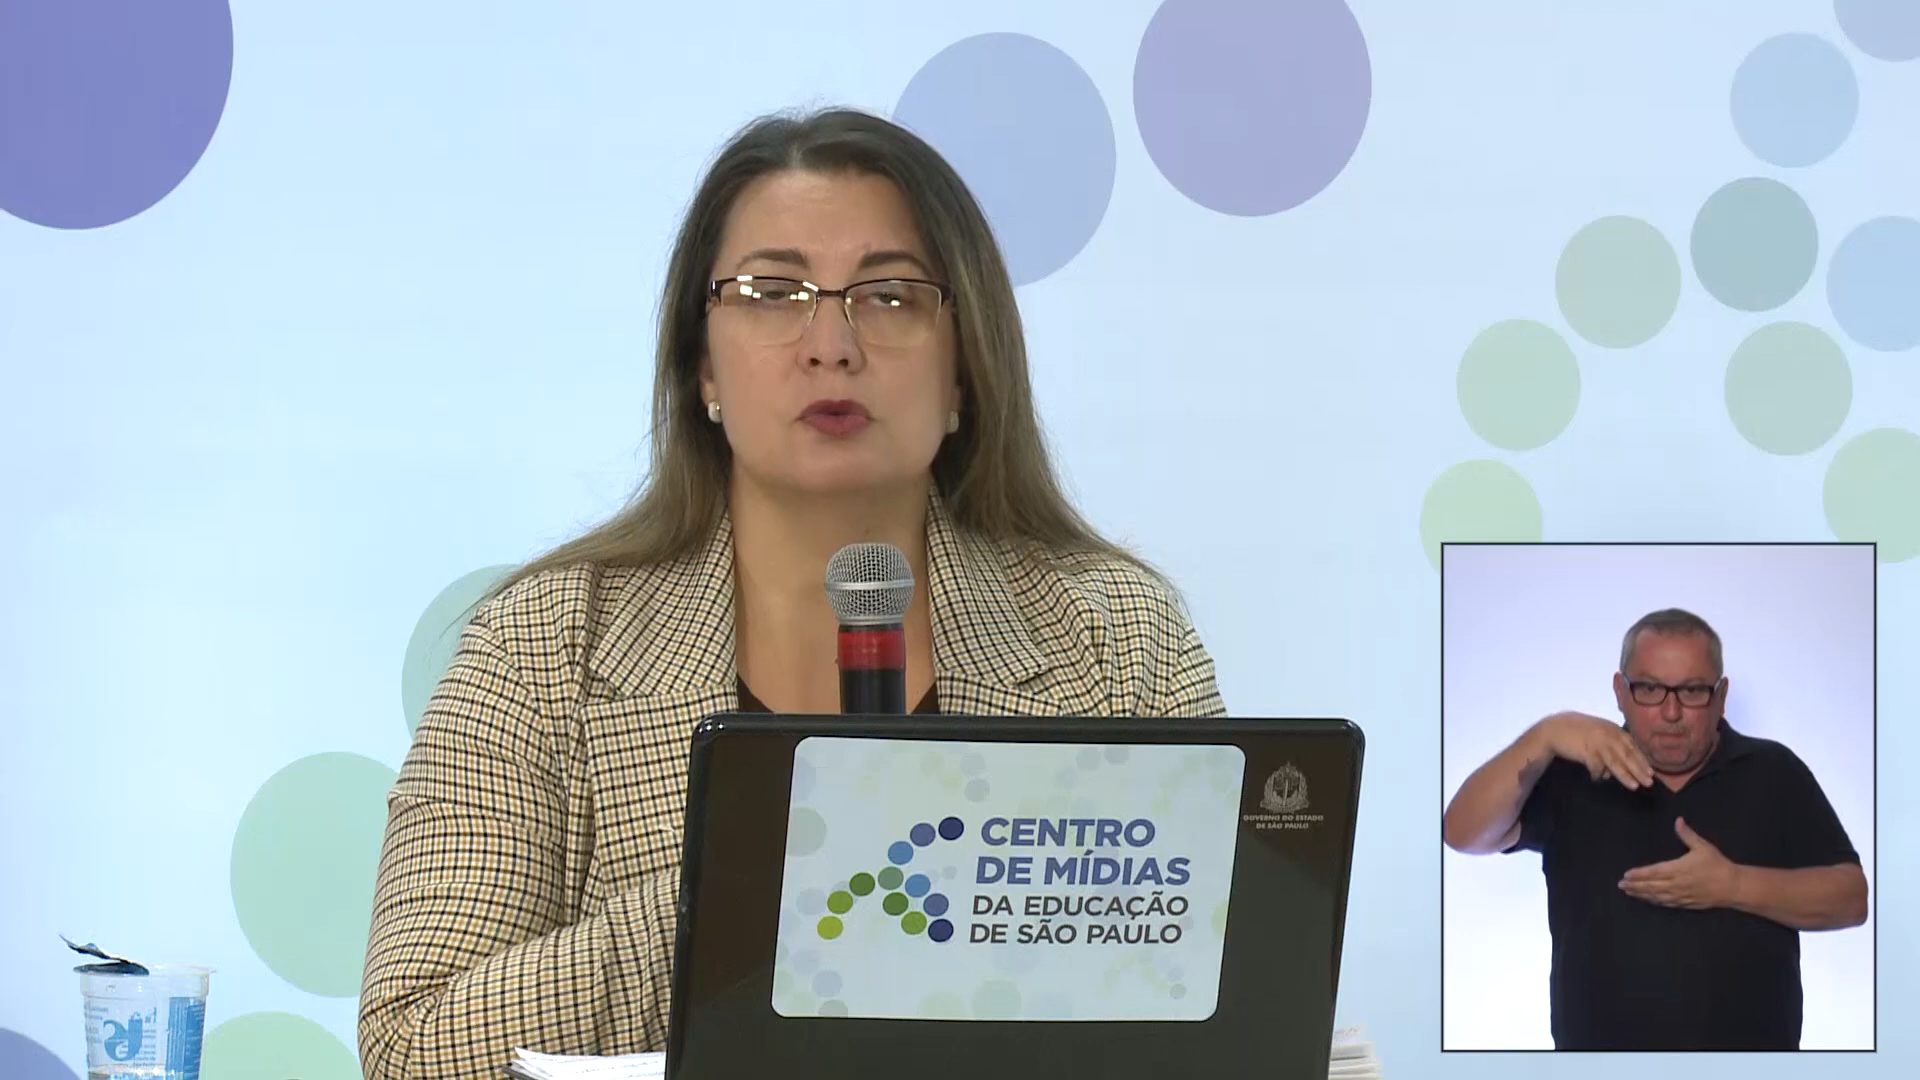 CENTRO
DE MÍDIAS
DA EDUCAÇÃO
DE SÃO PAULO
GOVERNO DO ESTADO
DE SÃO PAULO